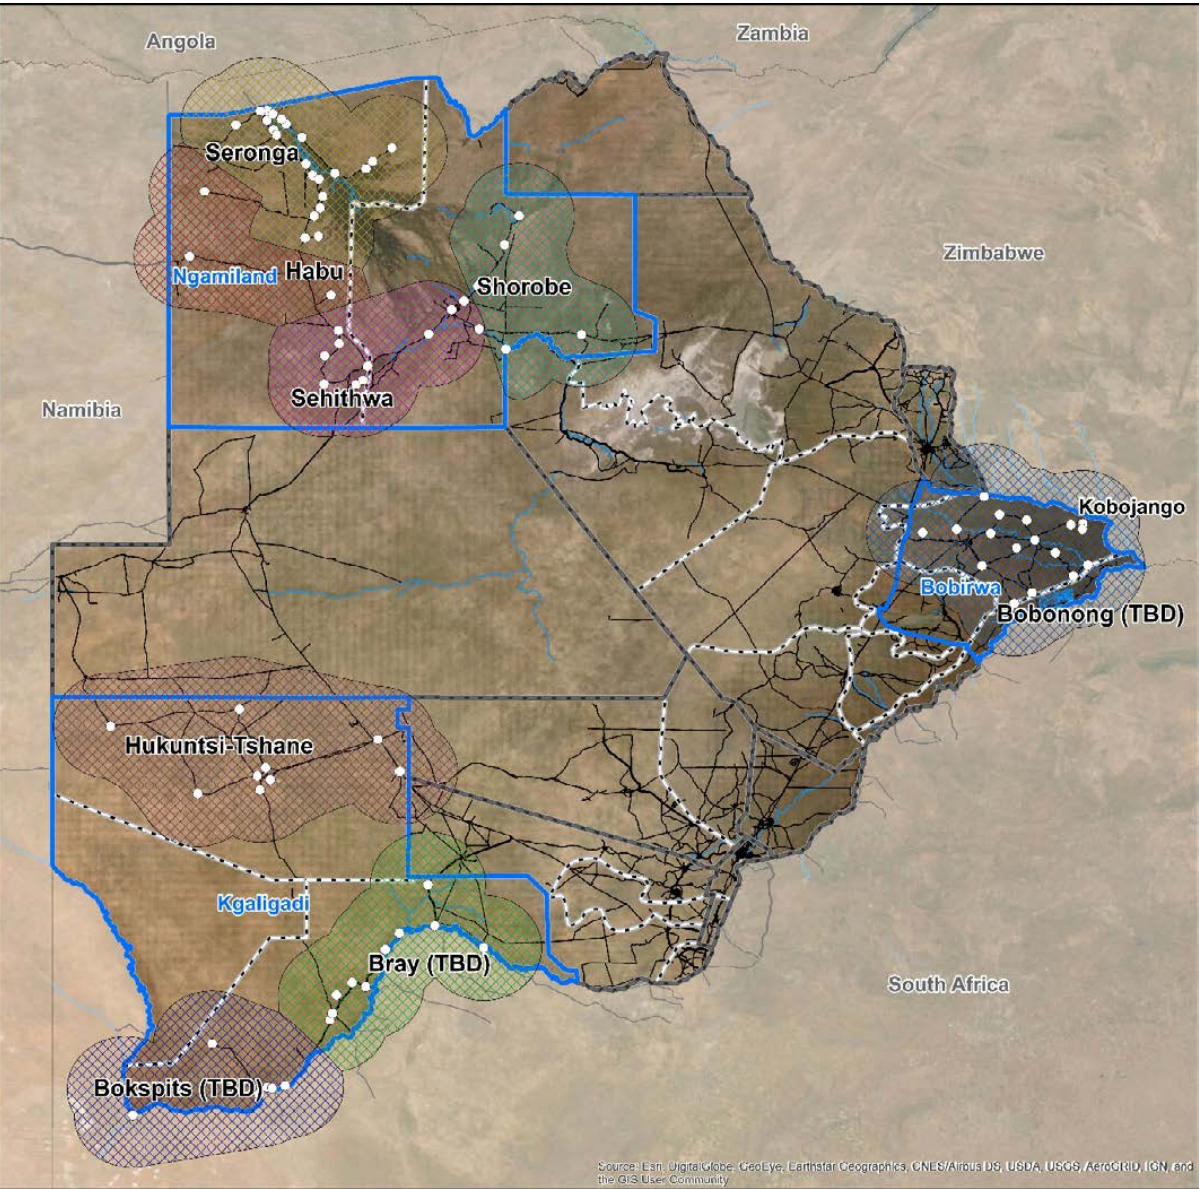 Angola
Zambia
Seronga
Zimbabwe
Ngamiland
Habu
Shorobe
Sehithwa
Namibia
Kobojango
Bobirwa
Bobonong (TBD)
Hukuntsi-Tshane
Kgaligadi
Bray (TBD)
South Africa
Bokspits (TBD)
Source: Esri, DigitalGlobe, GeoEye, Earthstar Geographics, CNES/Airbus DS, USDA, USGS, AeroGRID, IGN, and
the GIS User Community